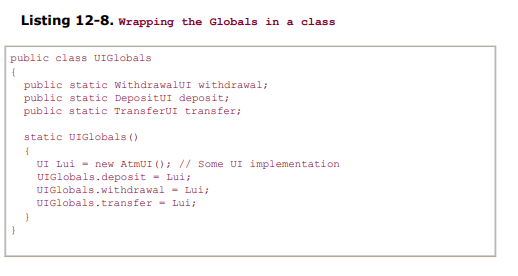 Listing 12-8. Wrapping the Globals in a class
public class UIGlobals
{
  public static WithdrawalUI withdrawal;
  public static DepositUI deposit;
  public static TransferUI transfer;

  static UIGlobals()
  {
    UI Lui = new AtmUI(); // Some UI implementation
    UIGlobals.deposit = Lui;
    UIGlobals.withdrawal = Lui;
    UIGlobals.transfer = Lui;
  }
}